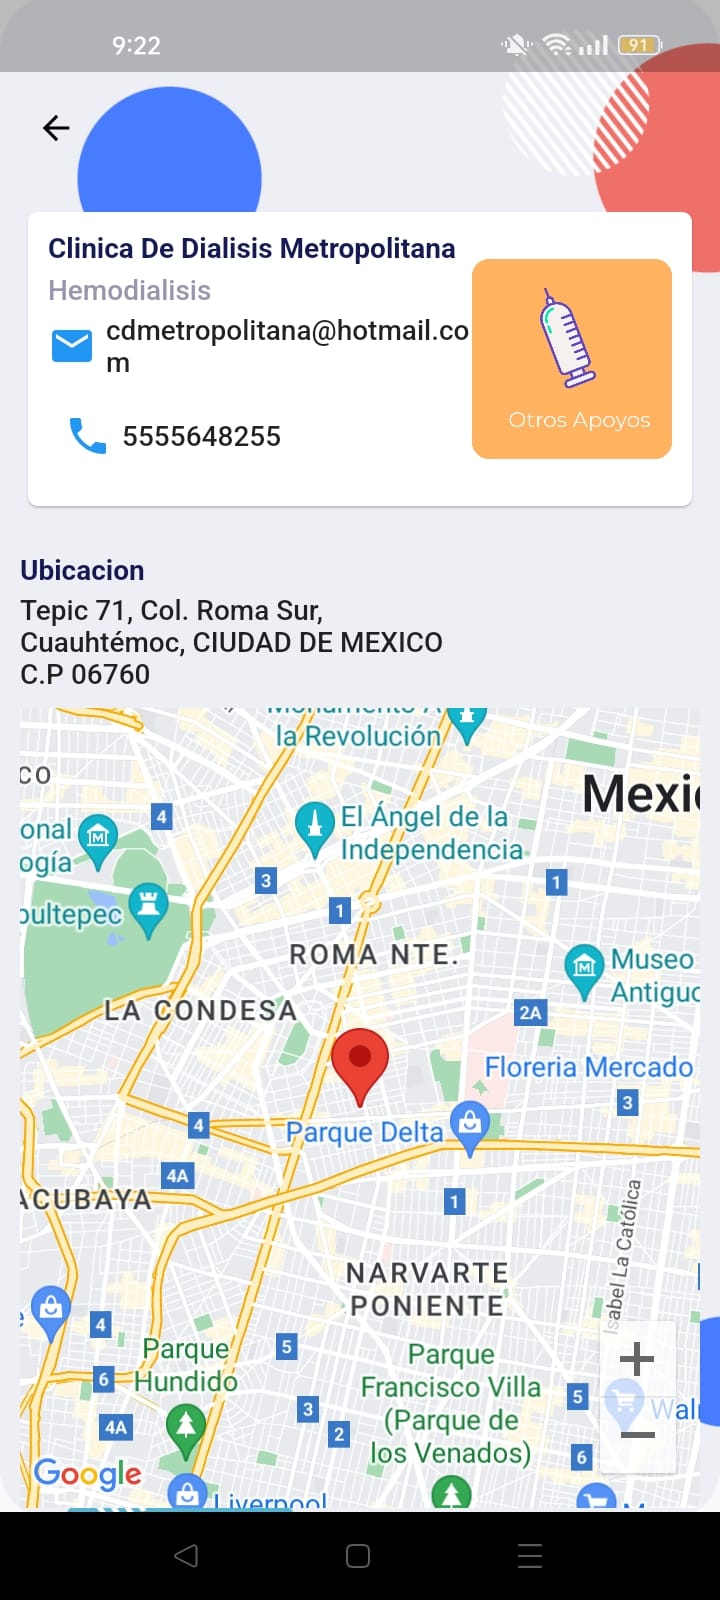 9:22
91
Clinica De Dialisis Metropolitana
Hemodialisis
cdmetropolitana@hotmail.co
m
5555648255
Otros Apoyos
Ubicacion
Tepic 71, Col. Roma Sur,
Cuauhtémoc, CIUDAD DE MEXICO
C.P 06760
la Revolución
CO
Mexi
4
El Ángel de la
Independencia
onal
ogía
3
1
1
pultepec
ROMA NTE.
Museo
Antiguo
LA CONDESA
2A
Floreria Mercado
3
4
Parque Delta
4A
ACUBAYA
1
Isabel La Católica
NARVARTE
PONIENTE
4
5
Parque
Hundido
Parque
Francisco Villa
(Parque de
los Venados)
6
3
5
Wal
4A
2
6
Google
Liverpool